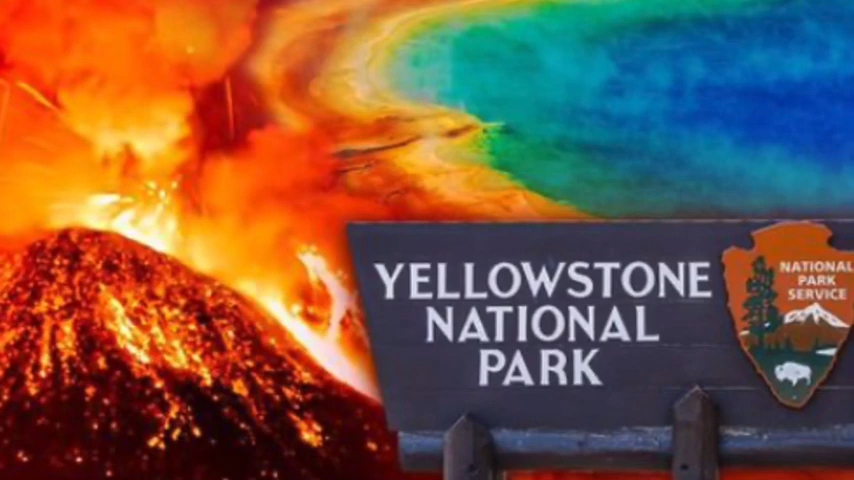 YELLOWSTONE
NATIONAL
PARK
NATIONAL
PARK
SERVICE